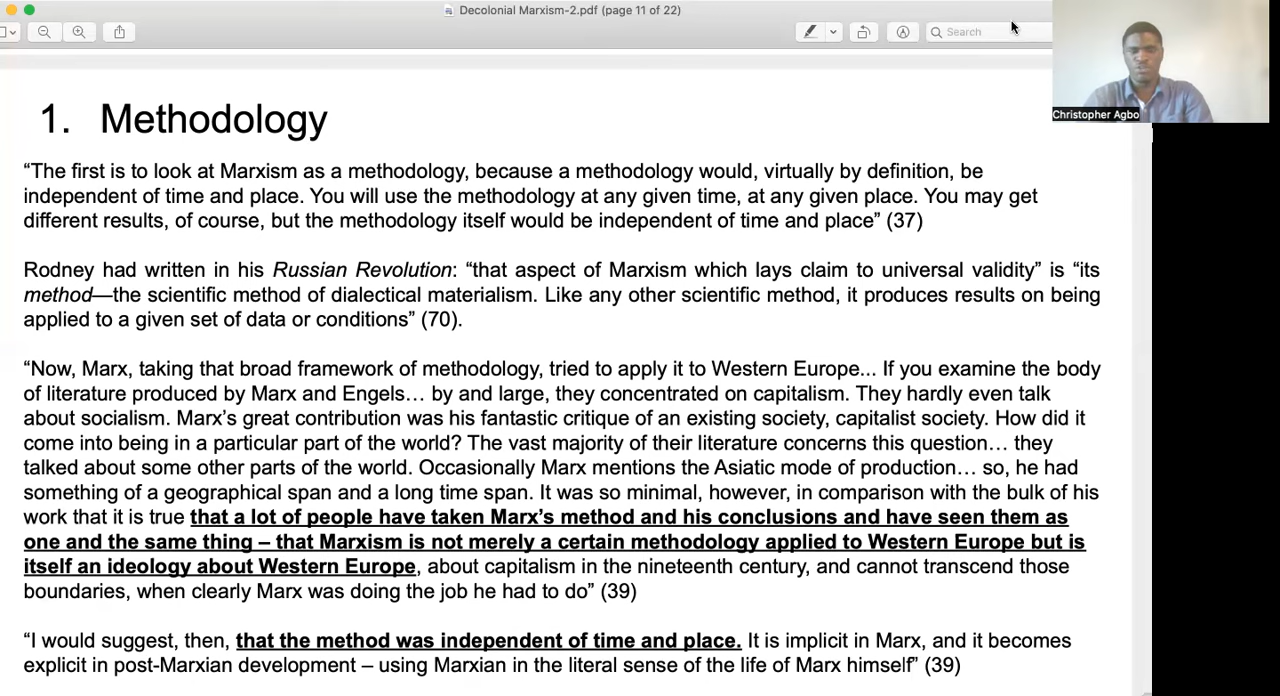 Decolonial Marxism-2.pdf (page 11 of 22)
Search
Christopher Agbo
1. Methodology
“The first is to look at Marxism as a methodology, because a methodology would, virtually by definition, be
independent of time and place. You will use the methodology at any given time, at any given place. You may get
different results, of course, but the methodology itself would be independent of time and place” (37)
Rodney had written in his Russian Revolution: “that aspect of Marxism which lays claim to universal validity” is “its
method—the scientific method of dialectical materialism. Like any other scientific method, it produces results on being
applied to a given set of data or conditions” (70).
“Now, Marx, taking that broad framework of methodology, tried to apply it to Western Europe... If you examine the body
of literature produced by Marx and Engels… by and large, they concentrated on capitalism. They hardly even talk
about socialism. Marx’s great contribution was his fantastic critique of an existing society, capitalist society. How did it
come into being in a particular part of the world? The vast majority of their literature concerns this question… they
talked about some other parts of the world. Occasionally Marx mentions the Asiatic mode of production… so, he had
something of a geographical span and a long time span. It was so minimal, however, in comparison with the bulk of his
work that it is true that a lot of people have taken Marx’s method and his conclusions and have seen them as
one and the same thing – that Marxism is not merely a certain methodology applied to Western Europe but is
itself an ideology about Western Europe, about capitalism in the nineteenth century, and cannot transcend those
boundaries, when clearly Marx was doing the job he had to do” (39)
“I would suggest, then, that the method was independent of time and place. It is implicit in Marx, and it becomes
explicit in post-Marxian development – using Marxian in the literal sense of the life of Marx himself” (39)